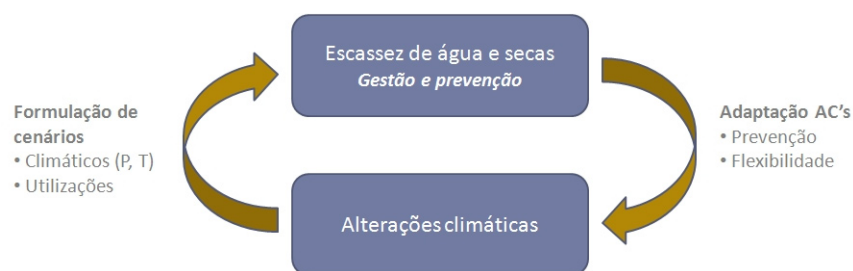 Escassez de água e secas
Gestão e prevenção
Formulação de
cenários
• Climáticos (P, T)
• Utilizações
Adaptação AC's
• Prevenção
• Flexibilidade
Alterações climáticas